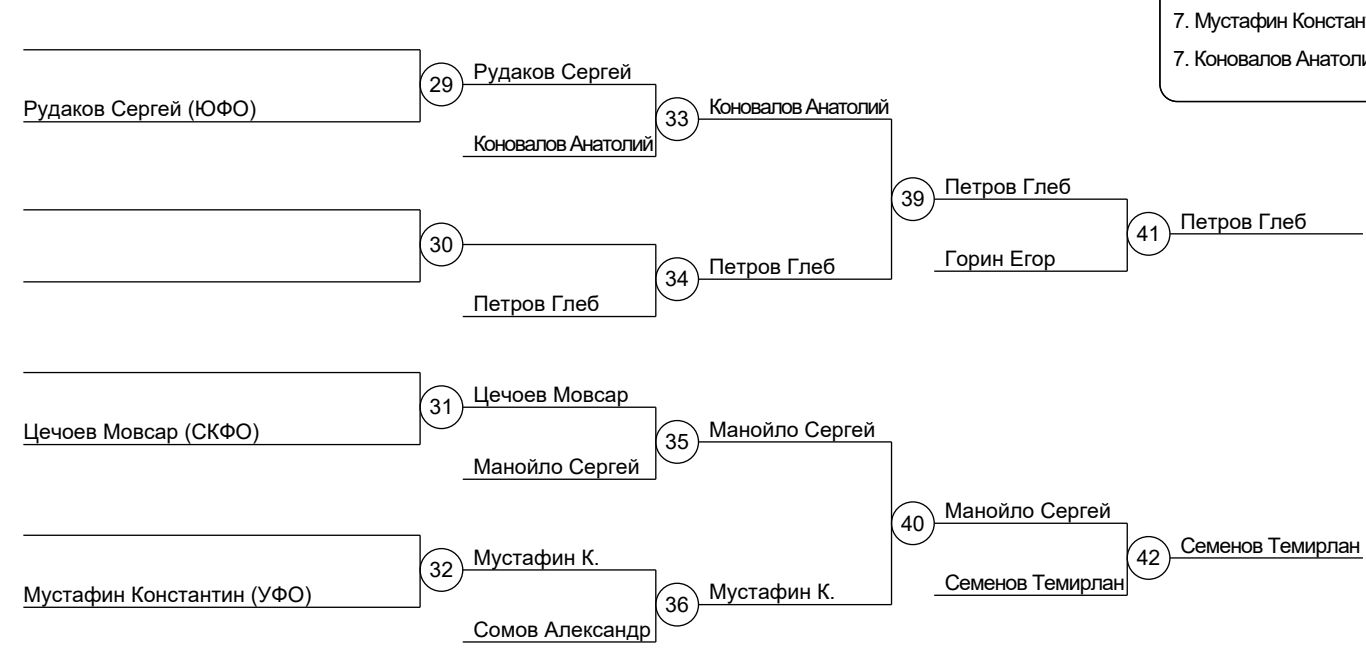 7. Мустафин Констан
7. Коновалов Анатоли
29
Рудаков Сергей
Рудаков Сергей (ЮФО)
33
Коновалов Анатолий
Коновалов Анатолий
39
Петров Глеб
41
Петров Глеб
30
Горин Егор
34
Петров Глеб
Петров Глеб
31
Цечоев Мовсар
Цечоев Мовсар (СКФО)
35
Манойло Сергей
Манойло Сергей
40
Манойло Сергей
42
Семенов Темирлан
32
Мустафин К.
Семенов Темирлан
Мустафин Константин (УФО)
36
Мустафин К.
Сомов Александр